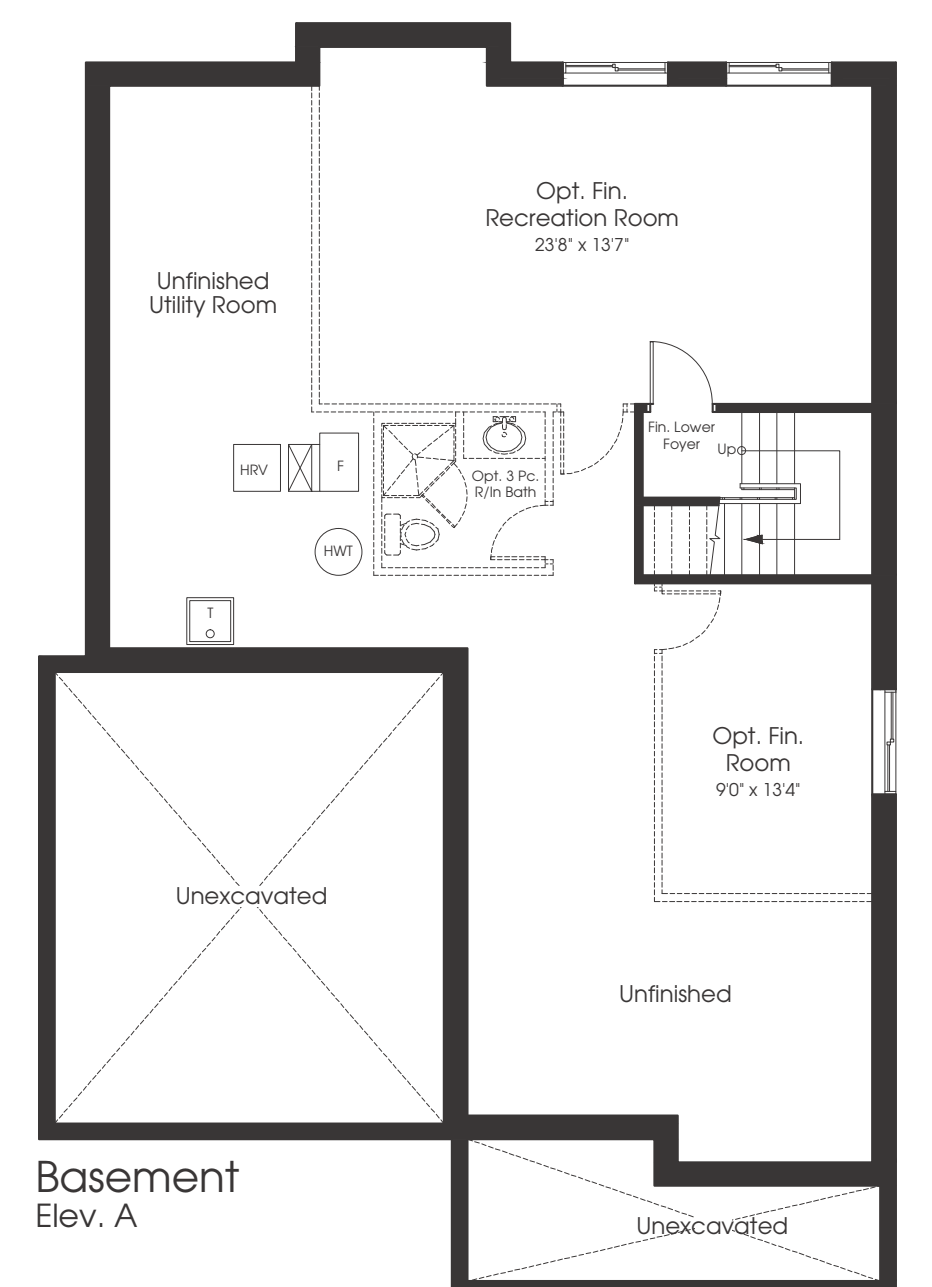 Opt. Fin.
Recreation Room
23'8" x 13'7"
Unfinished
Utility Room
Fin. Lower
Foyer
Up
HRV
F
Opt. 3 Pc.
R/In Bath
HWT
T
Opt. Fin.
Room
9'0" x 13'4"
Unexcavated
Unfinished
Basement
Elev. A
Unexcavated